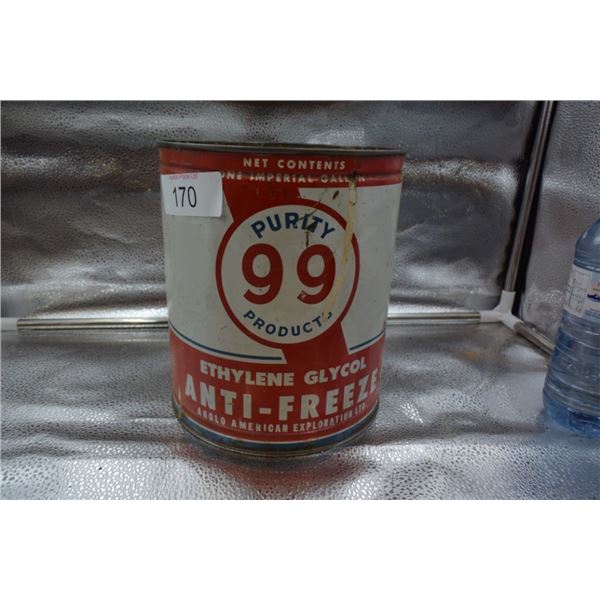 NET CONTENTS
ONE IMPERIAL GALLON
170
PURITY
99
PRODUCTS
ETHYLENE GLYCOL
ANTI-FREEZE
ANGLO AMERICAN EXPLORATION LTD.